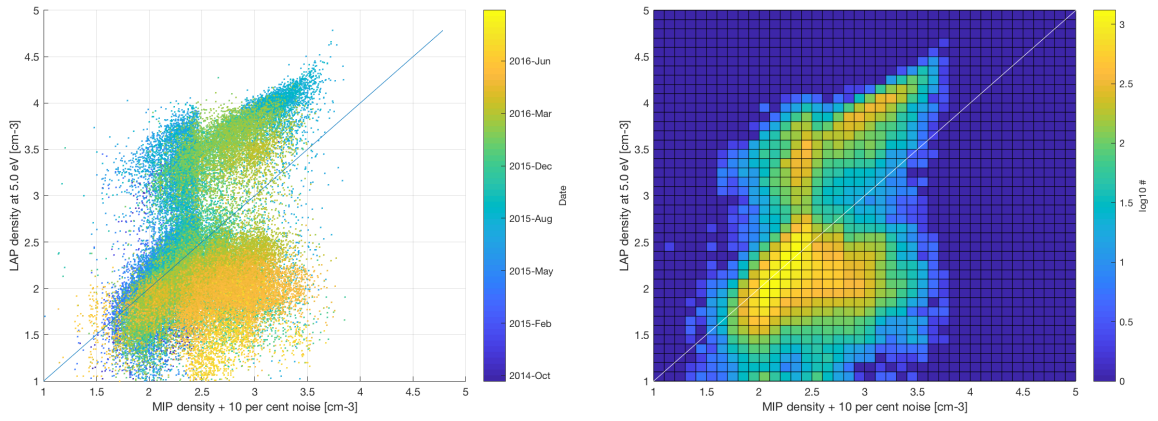 5
4.5
4
3.5
3
2.5
2
1.5
1
LAP density at 5.0 eV [cm-3]
1 1.5 2 2.5 3 3.5 4 4.5 5
MIP density + 10 per cent noise [cm-3]
2016-Jun
2016-Mar
2015-Dec
2015-Aug
2015-May
2015-Feb
2014-Oct
Date
5
4.5
4
3.5
3
2.5
2
1.5
1
LAP density at 5.0 eV [cm-3]
1 1.5 2 2.5 3 3.5 4 4.5 5
MIP density + 10 per cent noise [cm-3]
3
2.5
2
1.5
1
0.5
0
log10 #